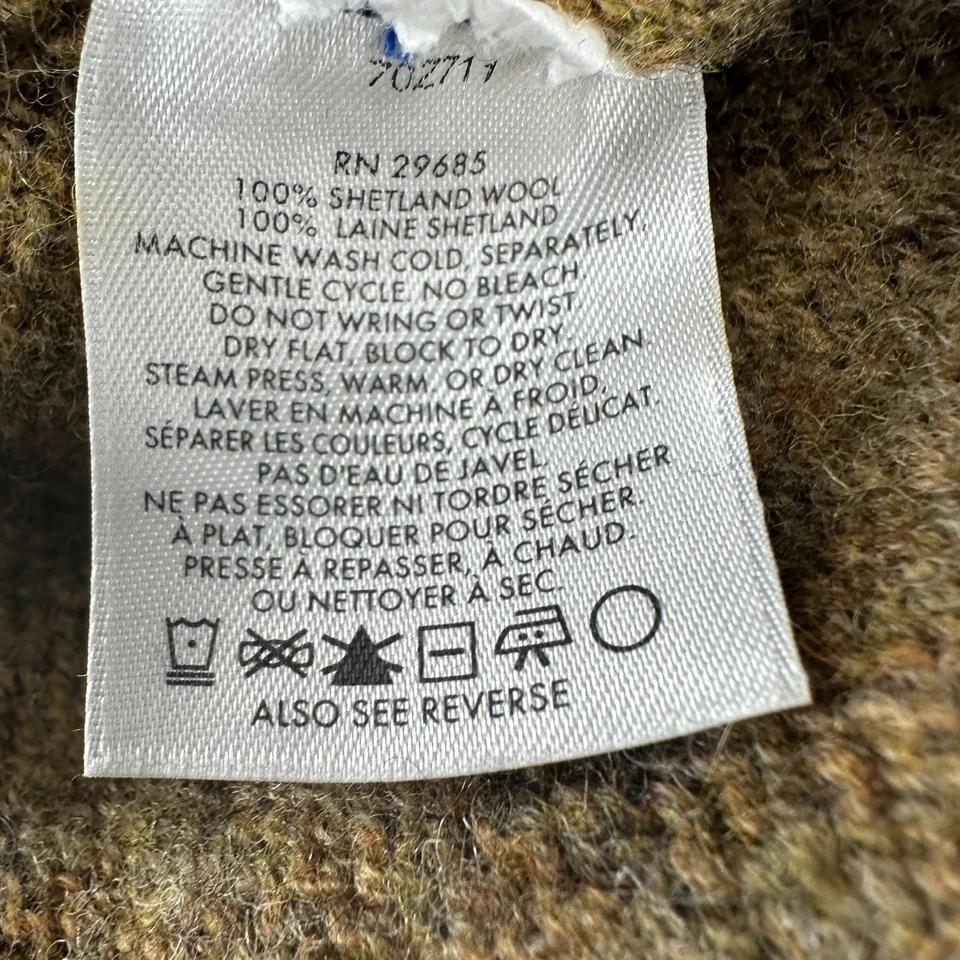 702711
RN 29685
100% SHETLAND WOOL
100% LAINE SHETLAND
MACHINE WASH COLD, SEPARATELY,
GENTLE CYCLE. NO BLEACH.
DO NOT WRING OR TWIST.
DRY FLAT, BLOCK TO DRY.
STEAM PRESS, WARM, OR DRY CLEAN.
LAVER EN MACHINE À FROID,
SÉPARER LES COULEURS, CYCLE DÉLICAT.
PAS D'EAU DE JAVEL.
NE PAS ESSORER NI TORDRE SÉCHER
À PLAT, BLOQUER POUR SÉCHER.
PRESSE À REPASSER, À CHAUD.
OU NETTOYER À SEC.
ALSO SEE REVERSE